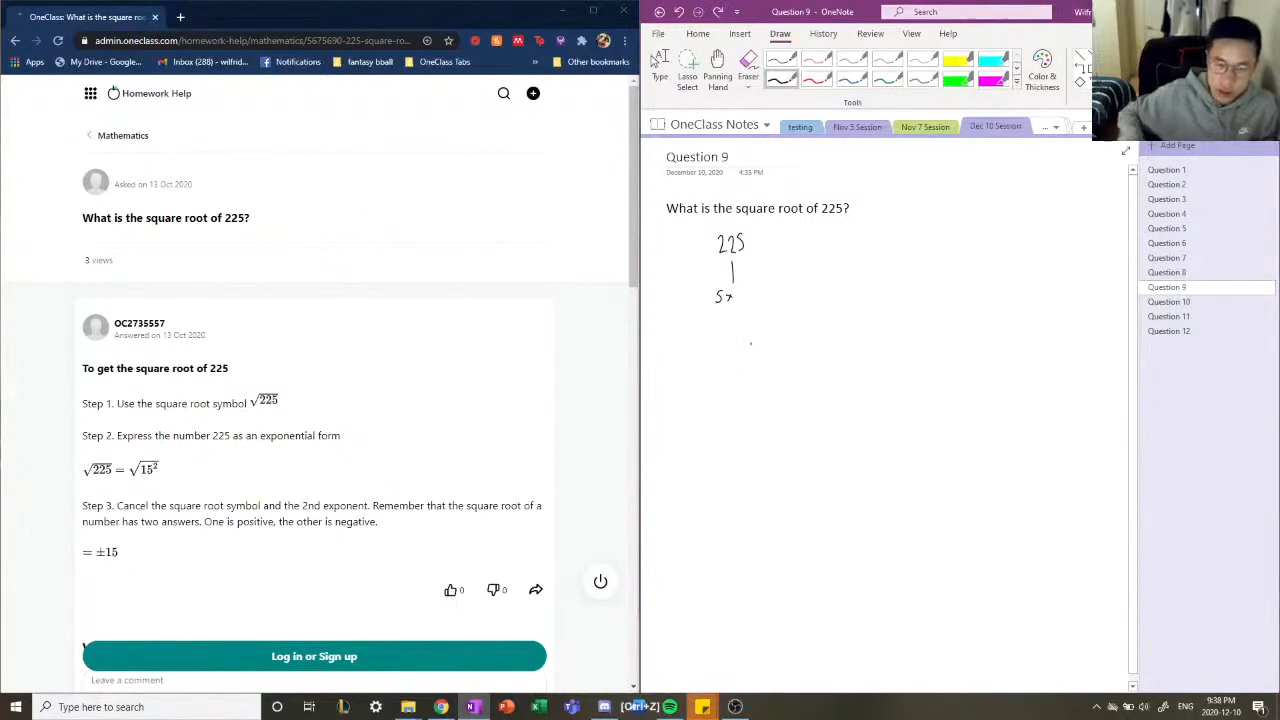 OneClass What is the square roo
admin.oneclass.com/homework-help/mathematics/5675690-225-square-ro...
Apps
My Drive - Google...
Inbox (228) - wilfrid...
Notifications
fantasy bball
OneClass Tabs
Other bookmarks
Homework Help
Mathematics
Asked on 13 Oct 2020
What is the square root of 225?
3 views
OC2735557
Answered on 13 Oct 2020
To get the square root of 225
Step 1. Use the square root symbol √225
Step 2. Express the number 225 as an exponential form
√225 = √15²
Step 3. Cancel the square root symbol and the 2nd exponent. Remember that the square root of a
number has two answers. One is positive, the other is negative.
= ±15
0
0
Log in or Sign up
Leave a comment
Question 9 - OneNote
Search
Wilfr
File
Home
Insert
Draw
History
Review
View
Help
Type
Lasso
Select
Panning
Hand
Eraser
Color &
Thickness
Tools
OneClass Notes
testing
Nov 5 Session
Nov 7 Session
Dec 10 Session
...
Question 9
December 10, 2020
4:35 PM
What is the square root of 225?
225
5×
Add Page
Question 1
Question 2
Question 3
Question 4
Question 5
Question 6
Question 7
Question 8
Question 9
Question 10
Question 11
Question 12
Type here to search
[Ctrl+Z]
9:38 PM
2020-12-10